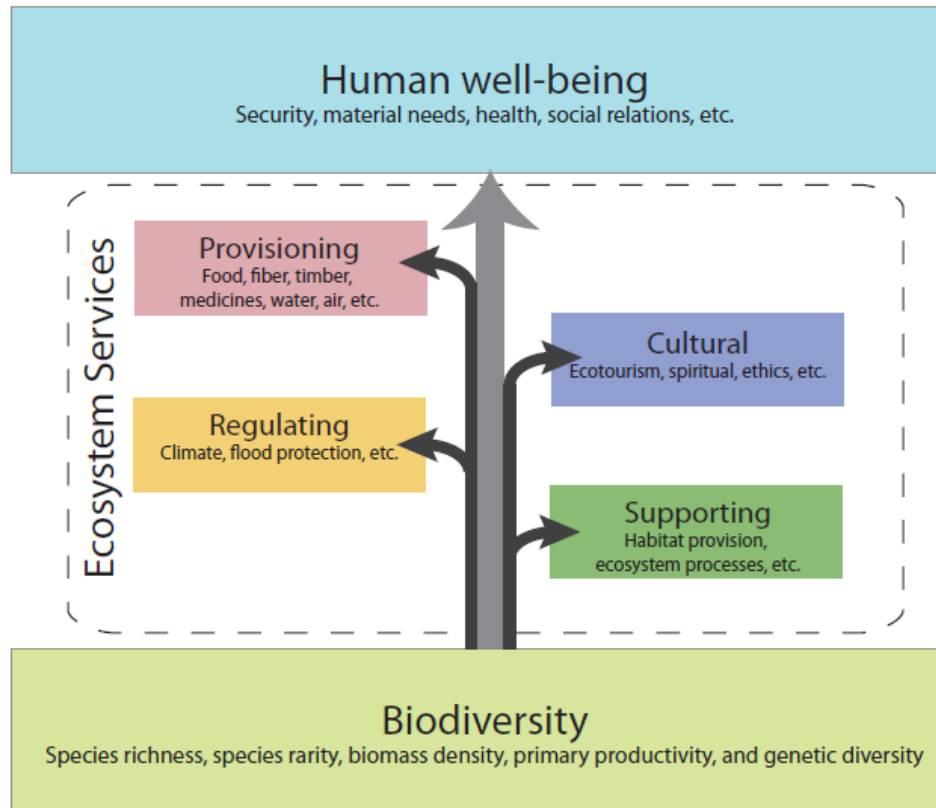 Human well-being
Security, material needs, health, social relations, etc.
Ecosystem Services
Provisioning
Food, fiber, timber,
medicines, water, air, etc.
Cultural
Ecotourism, spiritual, ethics, etc.
Regulating
Climate, flood protection, etc.
Supporting
Habitat provision,
ecosystem processes, etc.
Biodiversity
Species richness, species rarity, biomass density, primary productivity, and genetic diversity